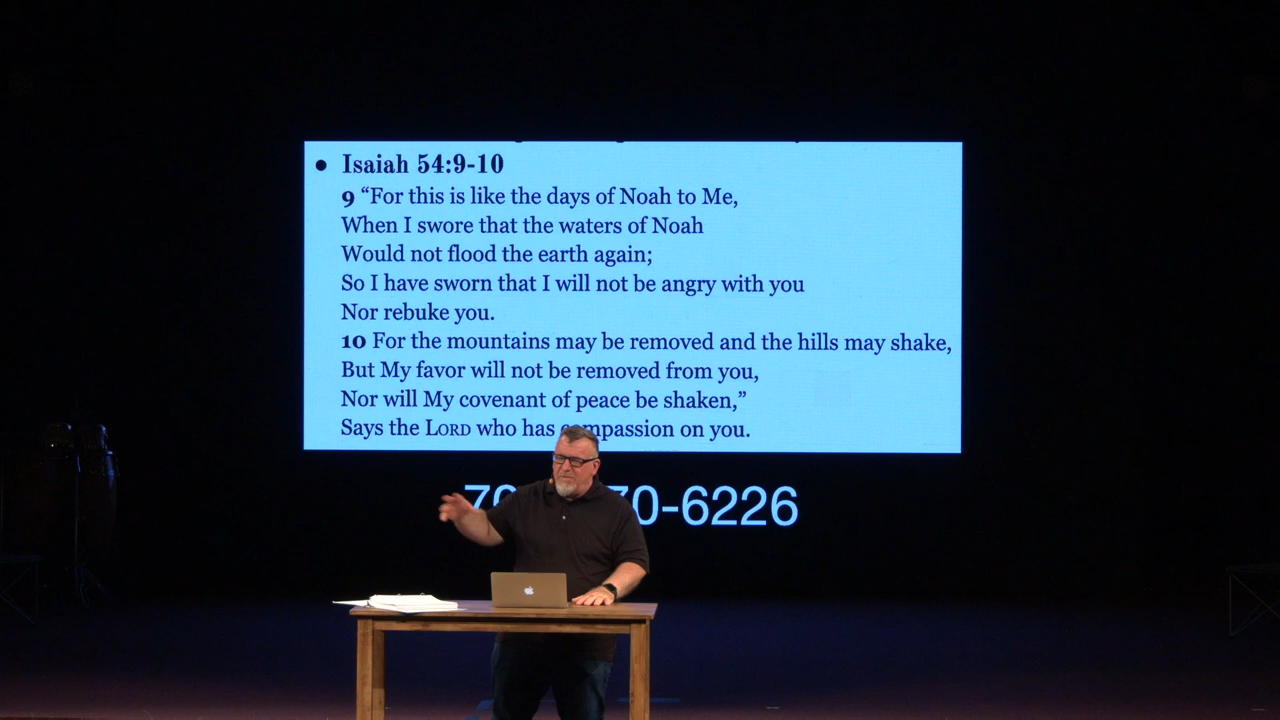 • Isaiah 54:9-10
9 “For this is like the days of Noah to Me,
When I swore that the waters of Noah
Would not flood the earth again;
So I have sworn that I will not be angry with you
Nor rebuke you.
10 For the mountains may be removed and the hills may shake,
But My favor will not be removed from you,
Nor will My covenant of peace be shaken,”
Says the LORD who has compassion on you.
70-6226